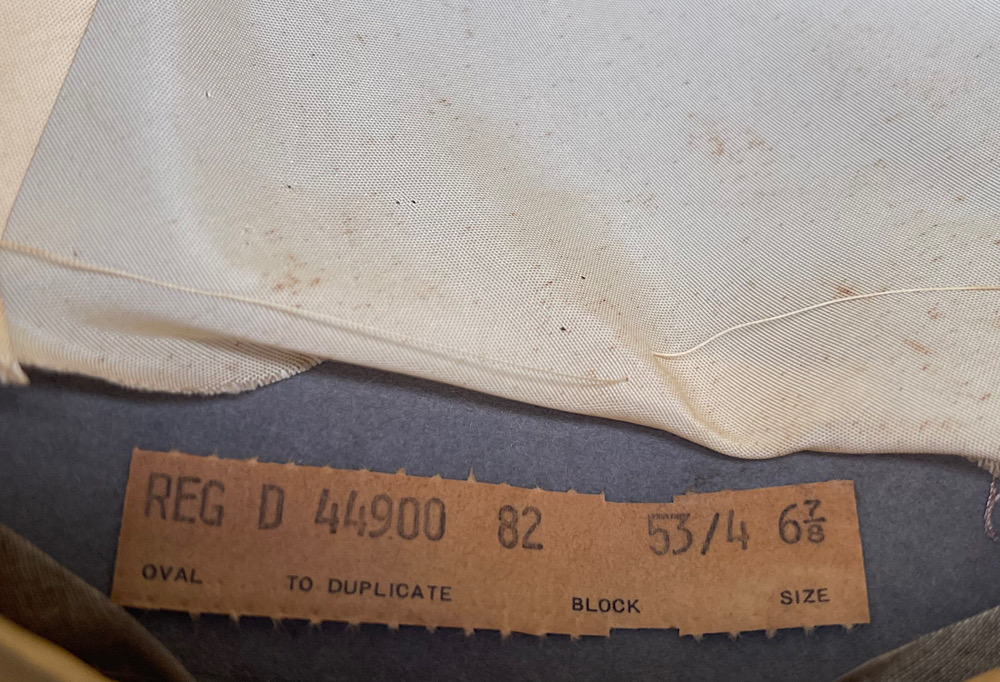 REG D 44900 82 53/4 6⅞
OVAL TO DUPLICATE BLOCK SIZE